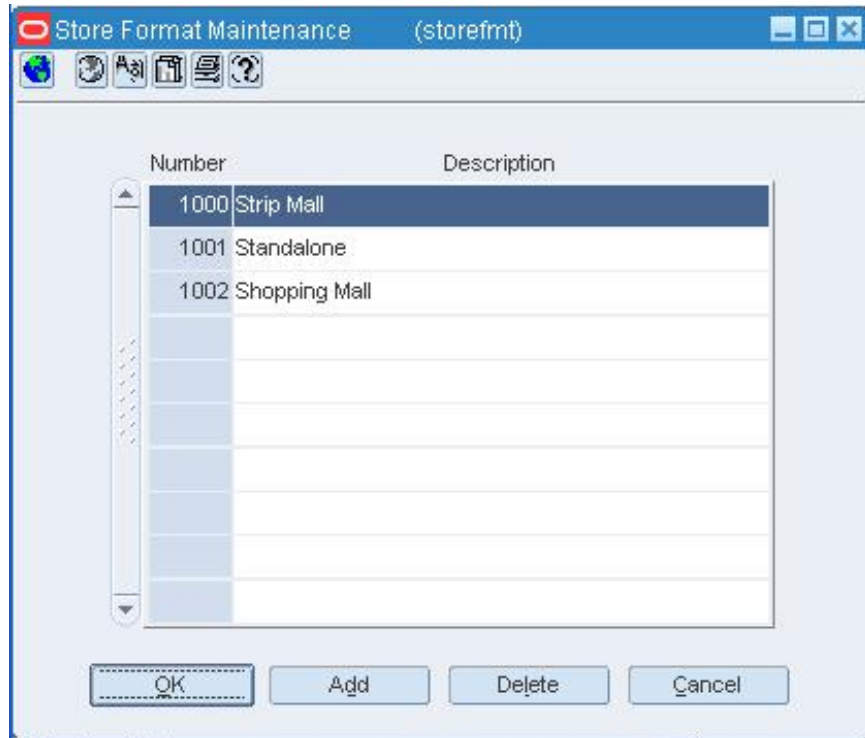 Store Format Maintenance (storefmt)
Number Description
1000 Strip Mall
1001 Standalone
1002 Shopping Mall
OK Add Delete Cancel